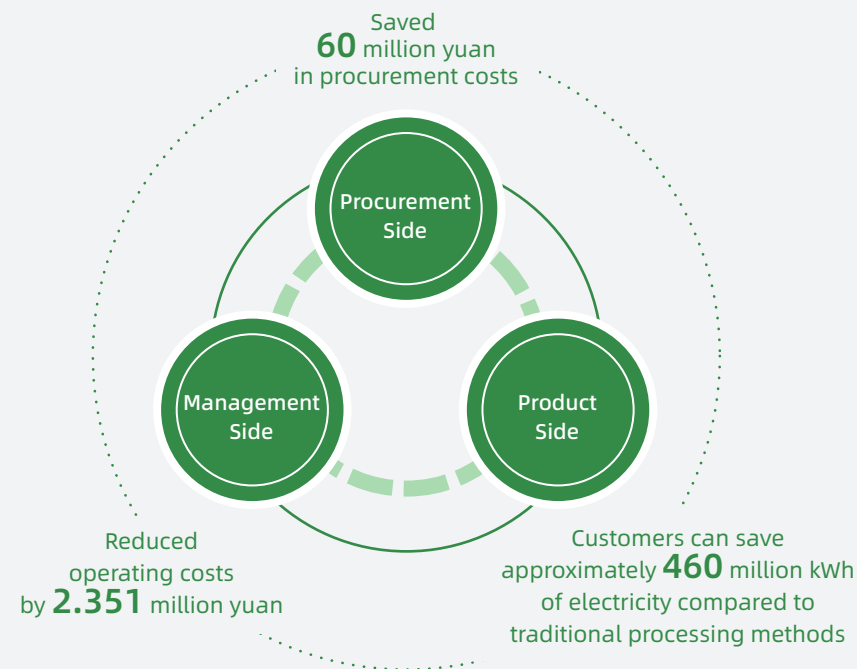 Saved
60 million yuan
in procurement costs
Procurement
Side
Management
Side
Product
Side
Reduced
operating costs
by 2.351 million yuan
Customers can save
approximately 460 million kWh
of electricity compared to
traditional processing methods